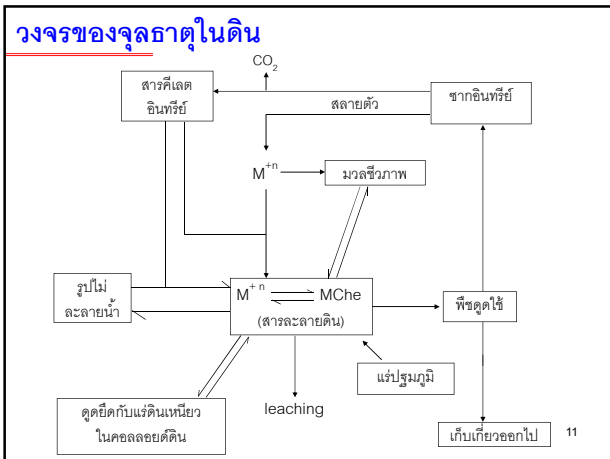 วงจรของจุลธาตุในดิน
CO2
สารคีเลต
อินทรีย์
ซากอินทรีย์
สลายตัว
M+n
มวลชีวภาพ
รูปไม่
ละลายน้ำ
M+n MChe
(สารละลายดิน)
พืชดูดใช้
แร่ปฐมภูมิ
ดูดยึดกับแร่ดินเหนียว
ในคอลลอยด์ดิน
leaching
เก็บเกี่ยวออกไป
11